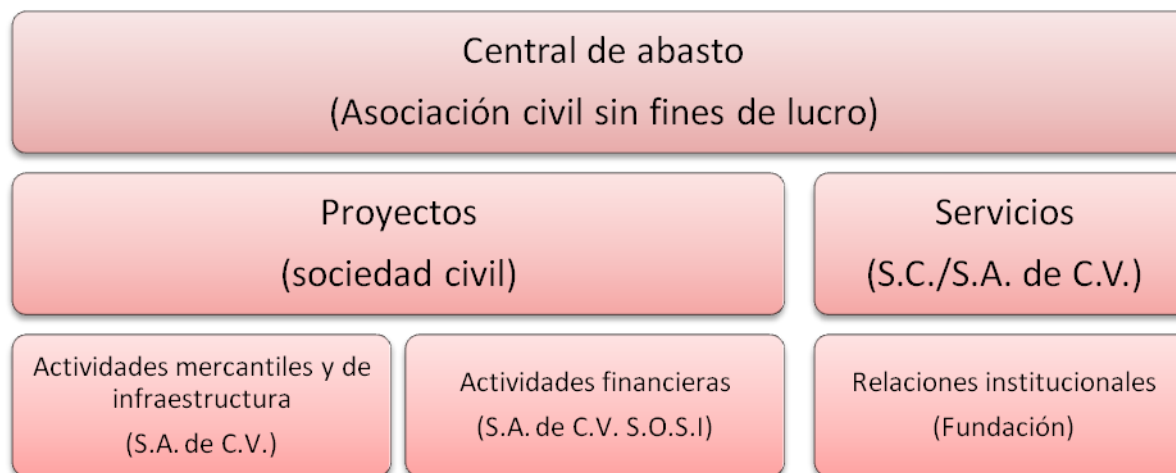 Central de abasto
(Asociación civil sin fines de lucro)
Proyectos
(sociedad civil)
Servicios
(S.C./S.A. de C.V.)
Actividades mercantiles y de
infraestructura
(S.A. de C.V.)
Actividades financieras
(S.A. de C.V. S.O.S.I)
Relaciones institucionales
(Fundación)